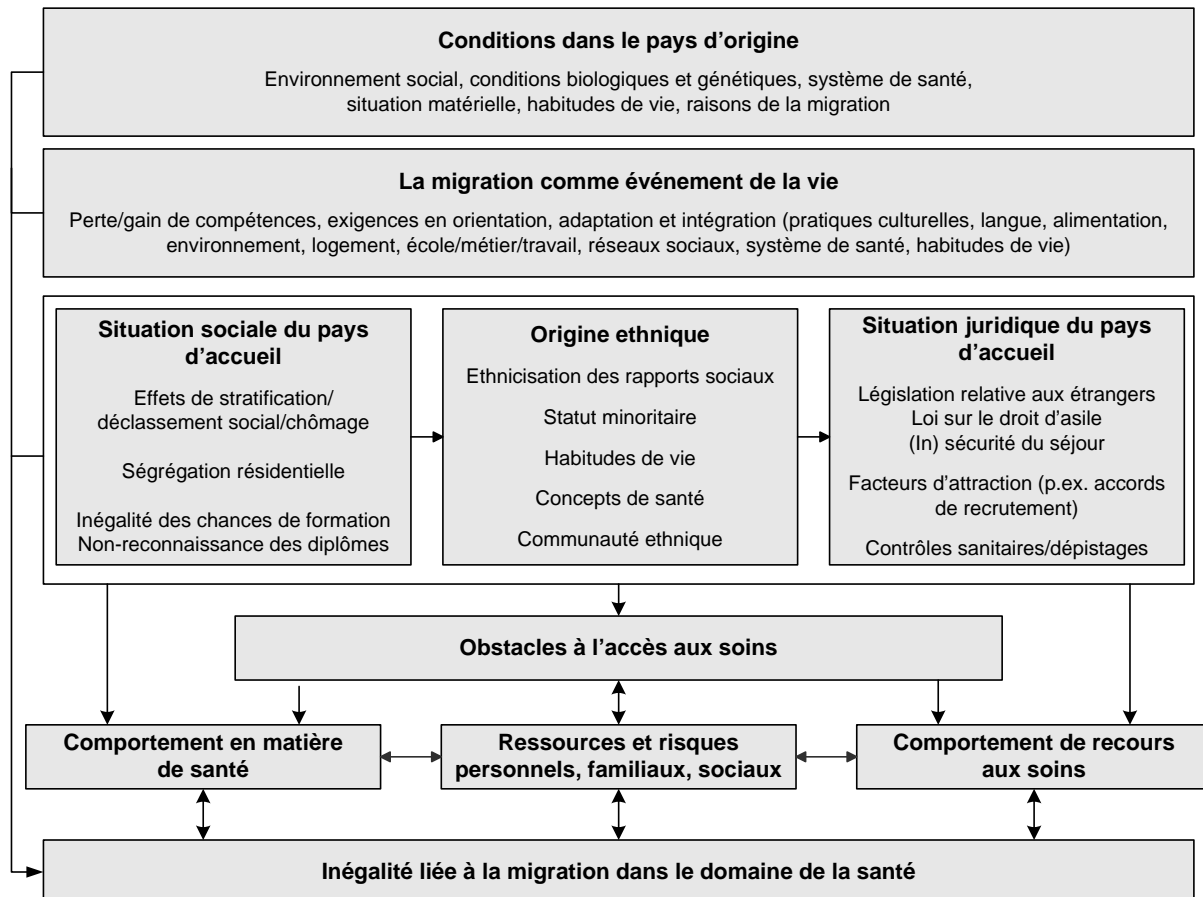 Conditions dans le pays d’origine
Environnement social, conditions biologiques et génétiques, système de santé,
situation matérielle, habitudes de vie, raisons de la migration
La migration comme événement de la vie
Perte/gain de compétences, exigences en orientation, adaptation et intégration (pratiques culturelles, langue, alimentation,
environnement, logement, école/métier/travail, réseaux sociaux, système de santé, habitudes de vie)
Situation sociale du pays
d’accueil
Effets de stratification/
déclassement social/chômage
Ségrégation résidentielle
Inégalité des chances de formation
Non-reconnaissance des diplômes
Origine ethnique
Ethnicisation des rapports sociaux
Statut minoritaire
Habitudes de vie
Concepts de santé
Communauté ethnique
Situation juridique du pays
d’accueil
Législation relative aux étrangers
Loi sur le droit d’asile
(In) sécurité du séjour
Facteurs d’attraction (p.ex. accords
de recrutement)
Contrôles sanitaires/dépistages
Obstacles à l’accès aux soins
Comportement en matière
de santé
Ressources et risques
personnels, familiaux, sociaux
Comportement de recours
aux soins
Inégalité liée à la migration dans le domaine de la santé